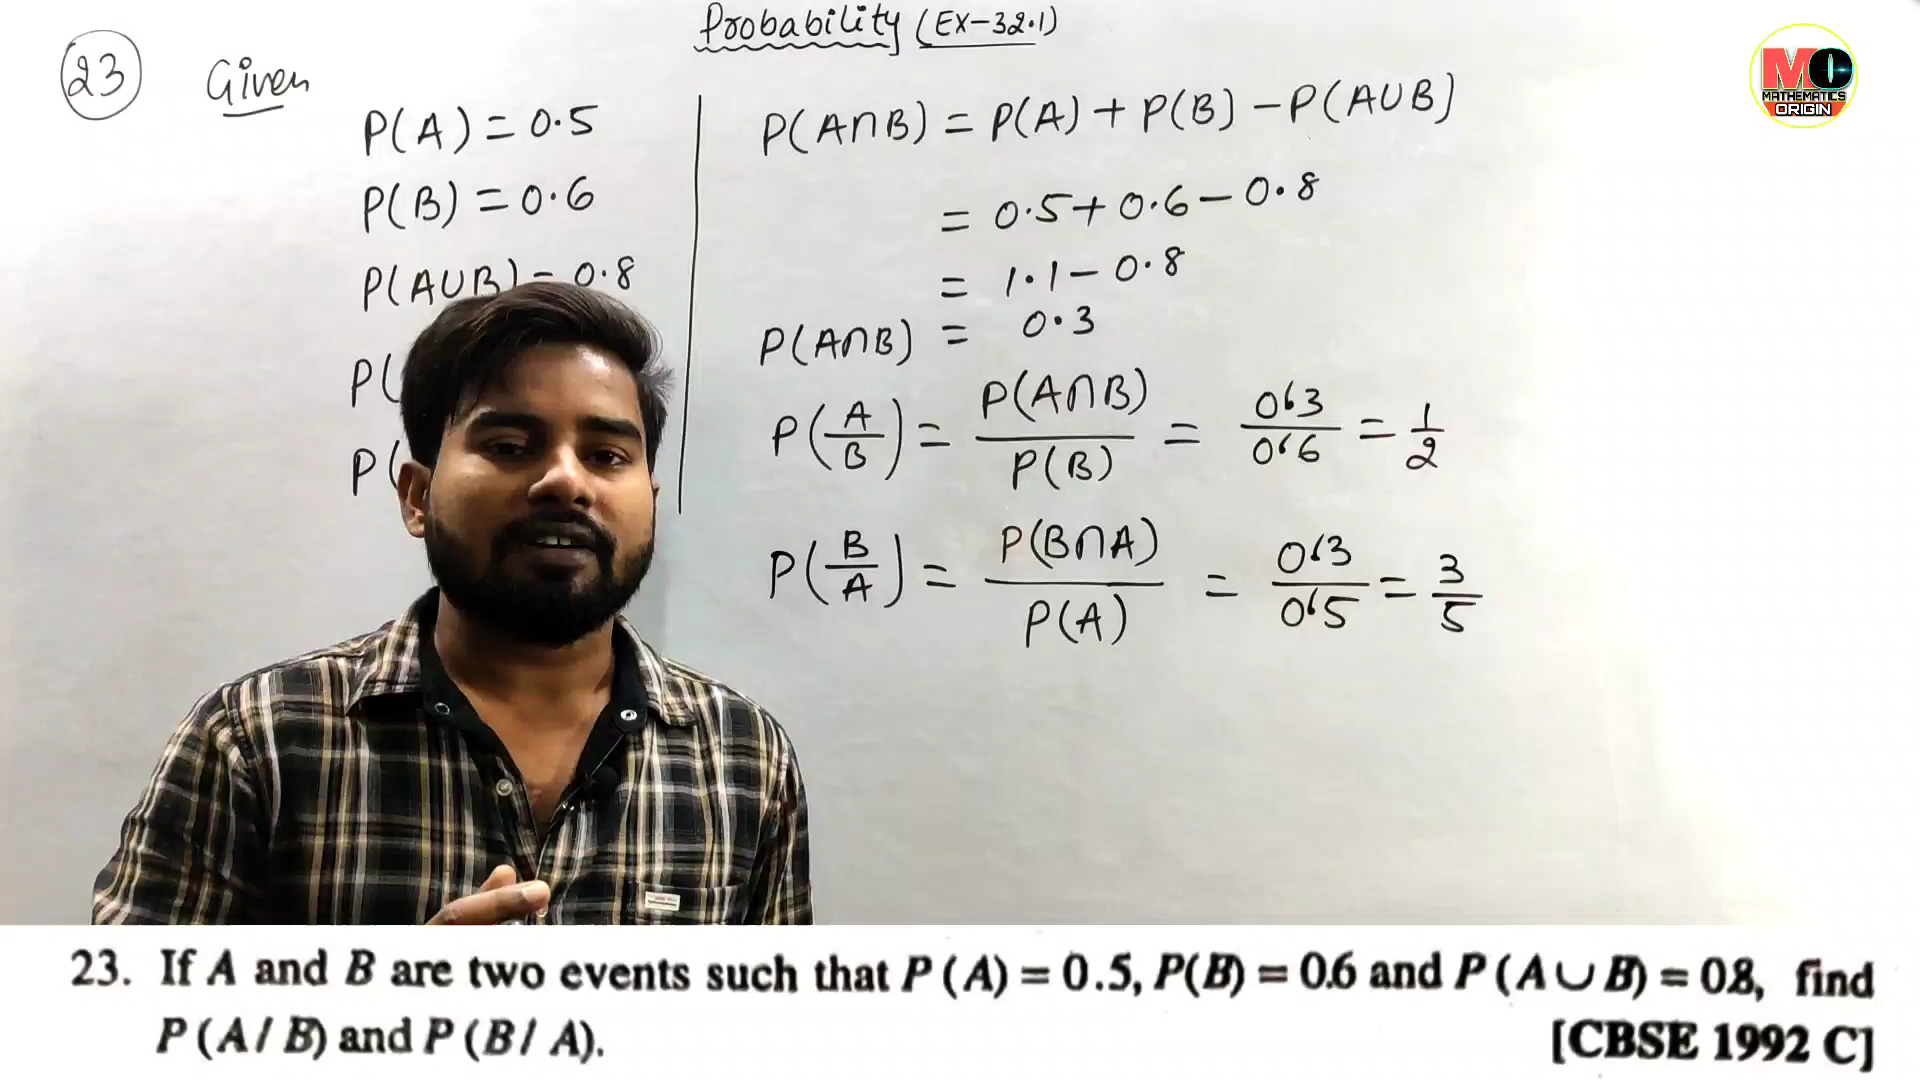 Probability (EX-32.1)
23 Given
P(A) = 0.5
P(B) = 0.6
P(A∪B) = 0.8
P(
P(
P(A∩B) = P(A) + P(B) - P(A∪B)
= 0.5 + 0.6 - 0.8
= 1.1 - 0.8
P(A∩B) = 0.3
P(A/B) = P(A∩B)/P(B) = 0.3/0.6 = 1/2
P(B/A) = P(B∩A)/P(A) = 0.3/0.5 = 3/5
MO
MATHEMATICS
ORIGIN
23. If A and B are two events such that P (A) = 0.5, P(B) = 0.6 and P (A ∪ B) = 0.8, find
P (A / B) and P (B / A). [CBSE 1992 C]